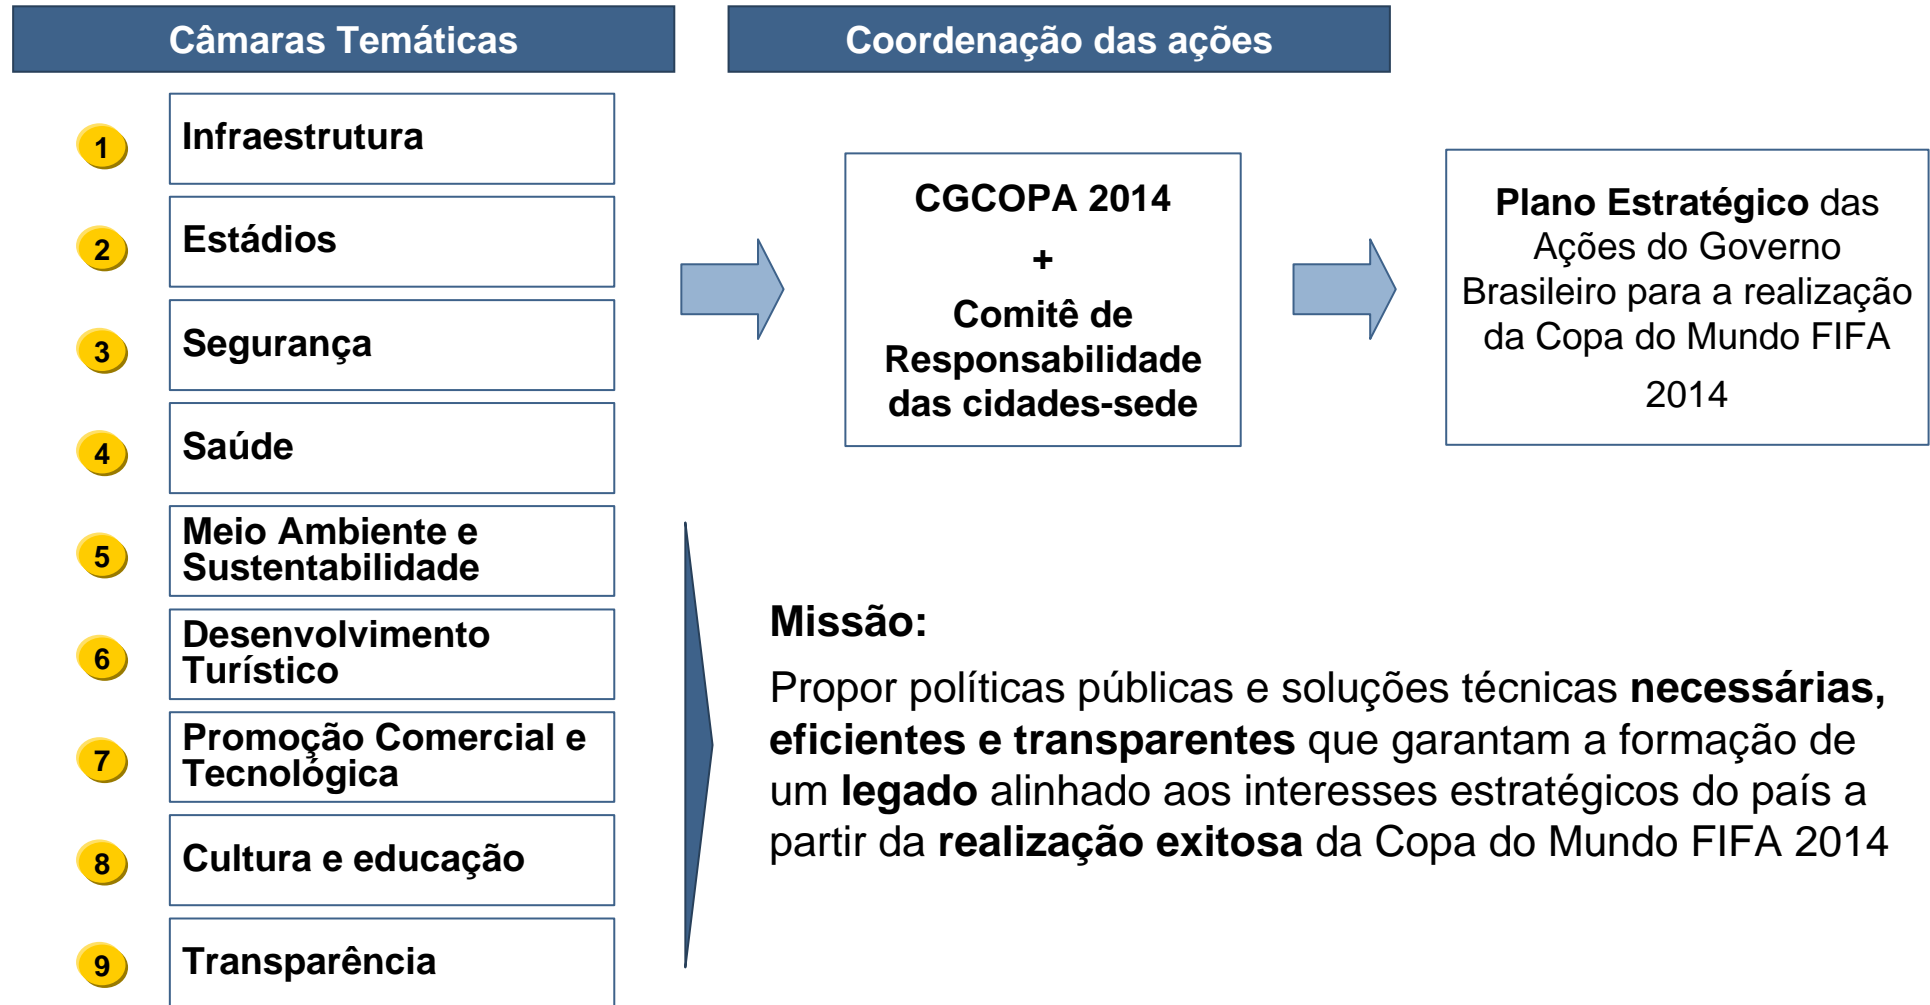 Câmaras Temáticas
Coordenação das ações
1
Infraestrutura
2
Estádios
3
Segurança
4
Saúde
5
Meio Ambiente e
Sustentabilidade
6
Desenvolvimento
Turístico
7
Promoção Comercial e
Tecnológica
8
Cultura e educação
9
Transparência
CGCOPA 2014
+
Comitê de
Responsabilidade
das cidades-sede
Plano Estratégico das
Ações do Governo
Brasileiro para a realização
da Copa do Mundo FIFA
2014
Missão:
Propor políticas públicas e soluções técnicas necessárias,
eficientes e transparentes que garantam a formação de
um legado alinhado aos interesses estratégicos do país a
partir da realização exitosa da Copa do Mundo FIFA 2014